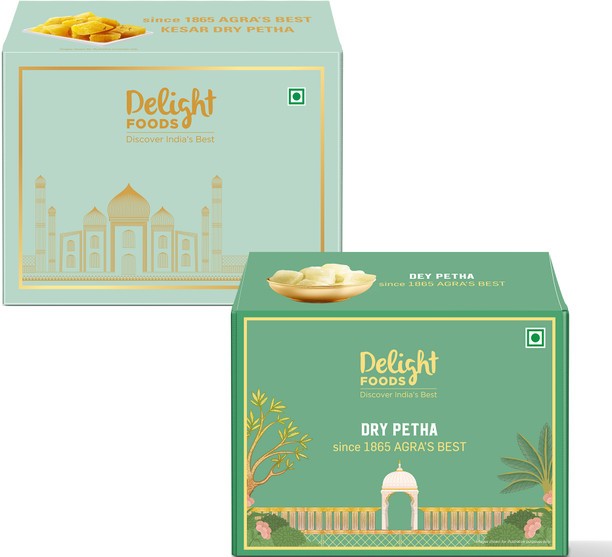 since 1865 AGRA'S BEST
KESAR DRY PETHA
Delight
FOODS
Discover India's Best
DEY PETHA
since 1865 AGRA'S BEST
Delight
FOODS
Discover India's Best
DRY PETHA
since 1865 AGRA'S BEST